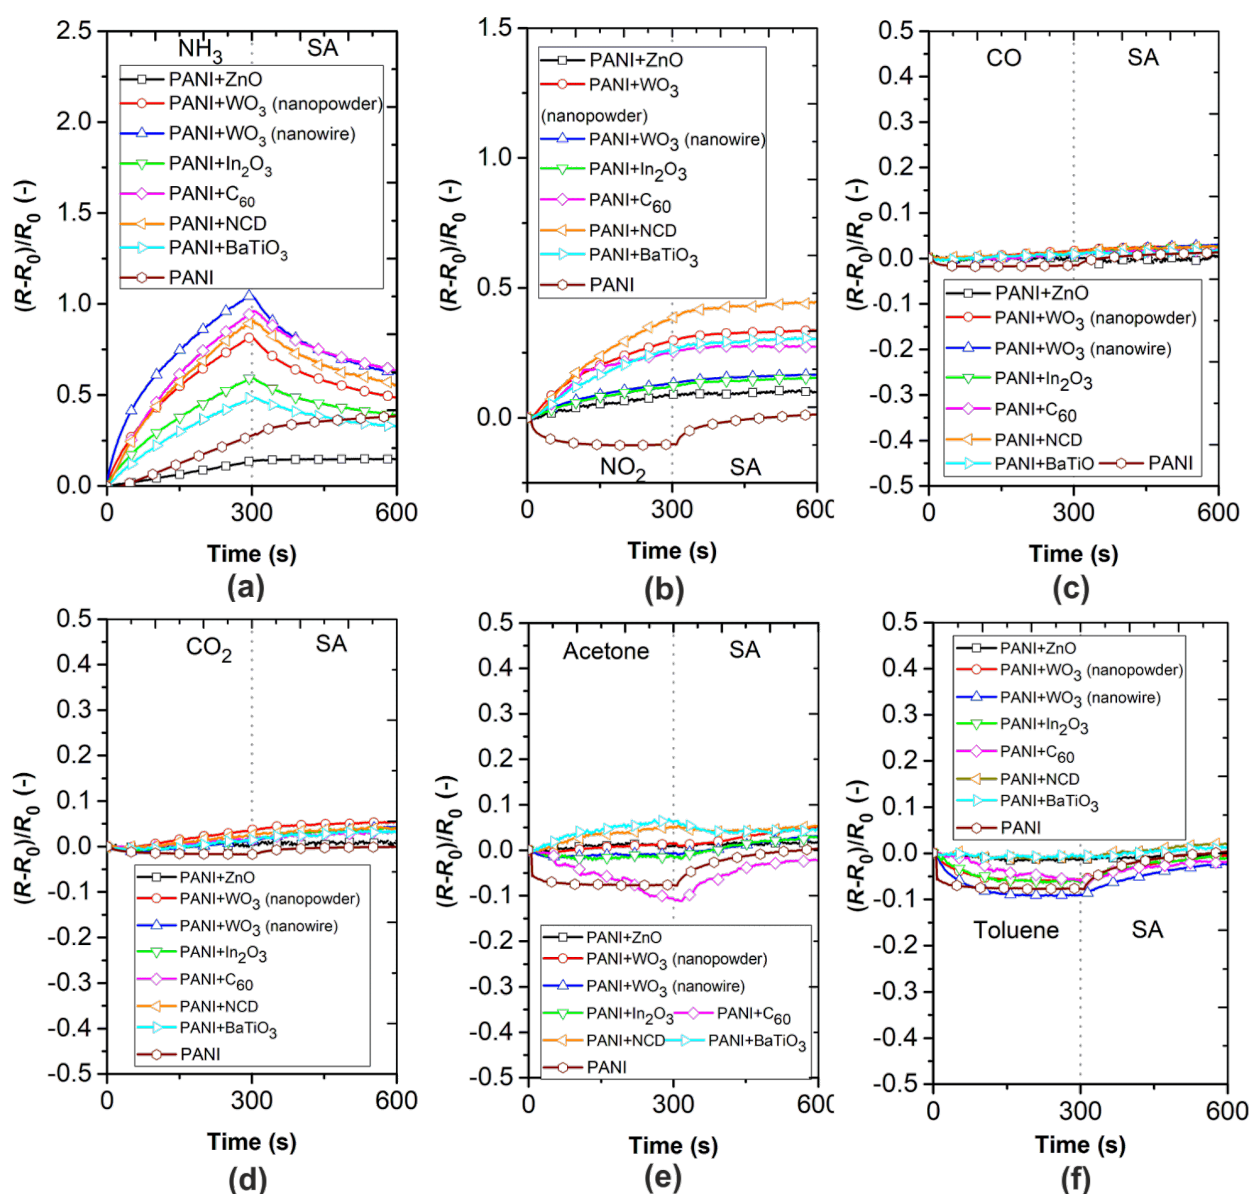 2.5
2.0
1.5
1.0
0.5
0.0
(R-R0)/R0 (-)
NH3
SA
PANI+ZnO
PANI+WO3 (nanopowder)
PANI+WO3 (nanowire)
PANI+In2O3
PANI+C60
PANI+NCD
PANI+BaTiO3
PANI
0
300
600
Time (s)
(a)
1.5
1.0
0.5
0.0
(R-R0)/R0 (-)
PANI+ZnO
PANI+WO3
(nanopowder)
PANI+WO3 (nanowire)
PANI+In2O3
PANI+C60
PANI+NCD
PANI+BaTiO3
PANI
NO2
SA
0
300
600
Time (s)
(b)
0.5
0.4
0.3
0.2
0.1
0.0
-0.1
-0.2
-0.3
-0.4
-0.5
(R-R0)/R0 (-)
CO
SA
PANI+ZnO
PANI+WO3 (nanopowder)
PANI+WO3 (nanowire)
PANI+In2O3
PANI+C60
PANI+NCD
PANI+BaTiO PANI
0
300
600
Time (s)
(c)
0.5
0.4
0.3
0.2
0.1
0.0
-0.1
-0.2
-0.3
-0.4
-0.5
(R-R0)/R0 (-)
CO2
SA
PANI+ZnO
PANI+WO3 (nanopowder)
PANI+WO3 (nanowire)
PANI+In2O3
PANI+C60
PANI+NCD
PANI+BaTiO3
PANI
0
300
600
Time (s)
(d)
0.5
0.4
0.3
0.2
0.1
0.0
-0.1
-0.2
-0.3
-0.4
-0.5
(R-R0)/R0 (-)
Acetone
SA
PANI+ZnO
PANI+WO3 (nanopowder)
PANI+WO3 (nanowire)
PANI+In2O3 PANI+C60
PANI+NCD PANI+BaTiO3
PANI
0
300
600
Time (s)
(e)
0.5
0.4
0.3
0.2
0.1
0.0
-0.1
-0.2
-0.3
-0.4
-0.5
(R-R0)/R0 (-)
PANI+ZnO
PANI+WO3 (nanopowder)
PANI+WO3 (nanowire)
PANI+In2O3
PANI+C60
PANI+NCD
PANI+BaTiO3
PANI
Toluene
SA
0
300
600
Time (s)
(f)